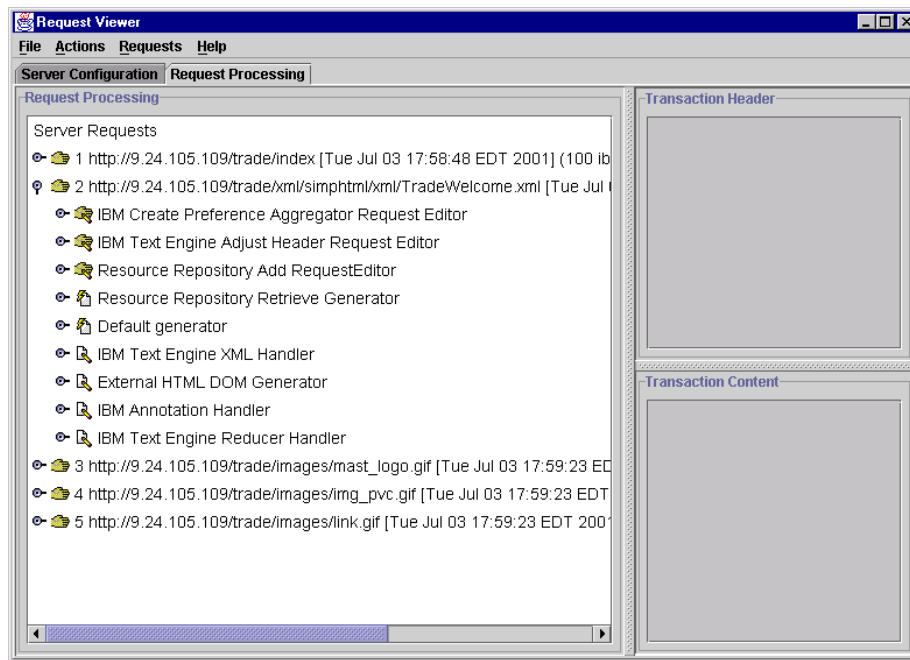 Request Viewer
File Actions Requests Help
Server Configuration Request Processing
Request Processing
Server Requests
1 http://9.24.105.109/trade/index [Tue Jul 03 17:58:48 EDT 2001] (100 ib
2 http://9.24.105.109/trade/xml/simphtml/xml/TradeWelcome.xml [Tue Jul
IBM Create Preference Aggregator Request Editor
IBM Text Engine Adjust Header Request Editor
Resource Repository Add RequestEditor
Resource Repository Retrieve Generator
Default generator
IBM Text Engine XML Handler
External HTML DOM Generator
IBM Annotation Handler
IBM Text Engine Reducer Handler
3 http://9.24.105.109/trade/images/mast_logo.gif [Tue Jul 03 17:59:23 ED
4 http://9.24.105.109/trade/images/img_pvc.gif [Tue Jul 03 17:59:23 EDT
5 http://9.24.105.109/trade/images/link.gif [Tue Jul 03 17:59:23 EDT 200
Transaction Header
Transaction Content